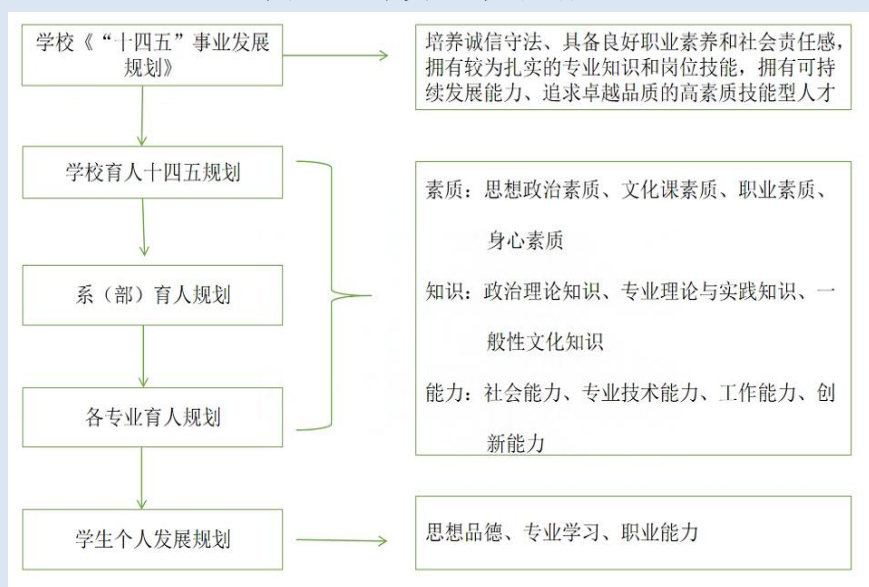 学校《“十四五”事业发展
规划》
培养诚信守法、具备良好职业素养和社会责任感，
拥有较为扎实的专业知识和岗位技能，拥有可持
续发展能力、追求卓越品质的高素质技能型人才
学校育人十四五规划
系（部）育人规划
各专业育人规划
素质：思想政治素质、文化课素质、职业素质、
身心素质
知识：政治理论知识、专业理论与实践知识、一
般性文化知识
能力：社会能力、专业技术能力、工作能力、创
新能力
学生个人发展规划
思想品德、专业学习、职业能力